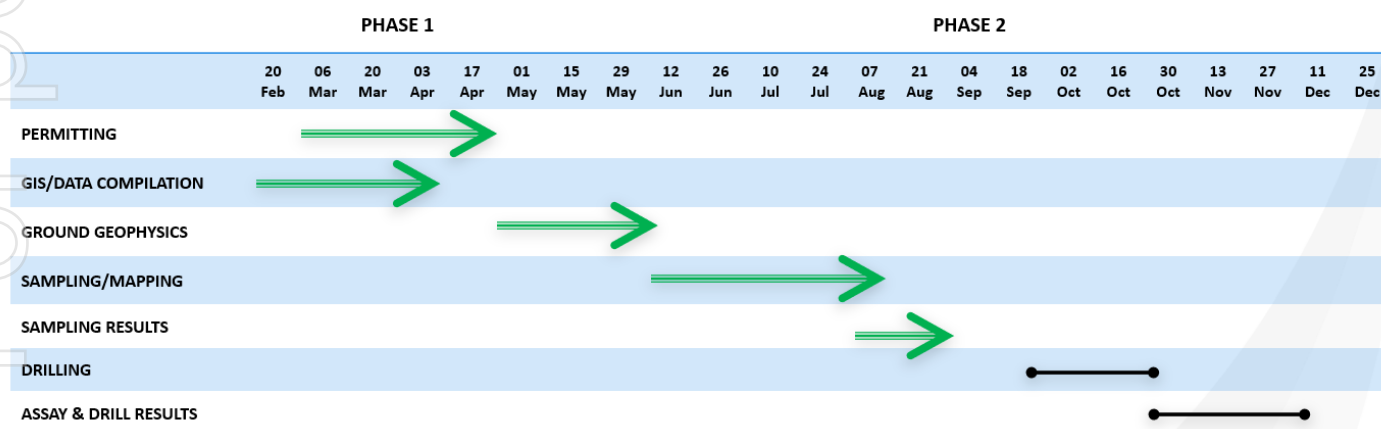 PHASE 1 PHASE 2
20 06 20 03 17 01 15 29 12 26 10 24 07 21 04 18 02 16 30 13 27 11 25
Feb Mar Mar Apr Apr May May May Jun Jun Jul Jul Aug Aug Sep Sep Oct Oct Oct Nov Nov Dec Dec
PERMITTING
GIS/DATA COMPILATION
GROUND GEOPHYSICS
SAMPLING/MAPPING
SAMPLING RESULTS
DRILLING
ASSAY & DRILL RESULTS